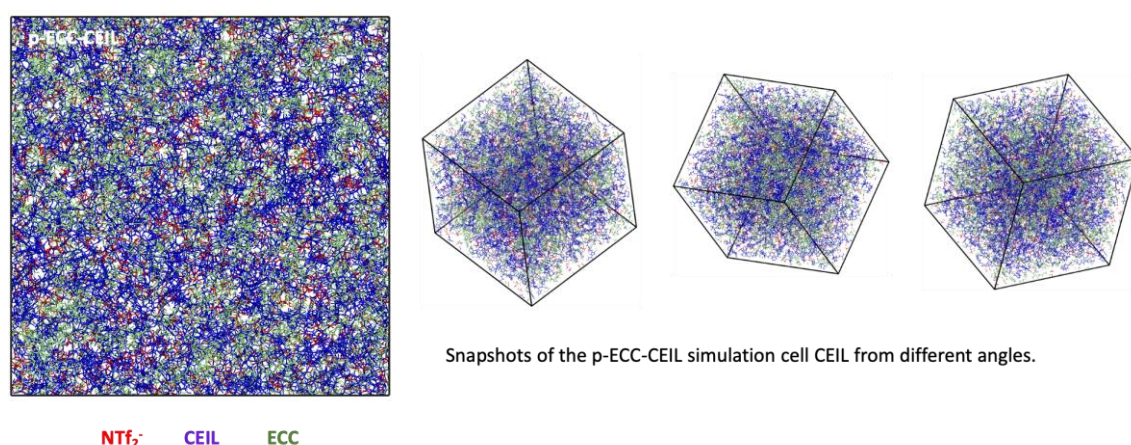 p-ECC-CEIL
Snapshots of the p-ECC-CEIL simulation cell CEIL from different angles.
NTf₂⁻ CEIL ECC